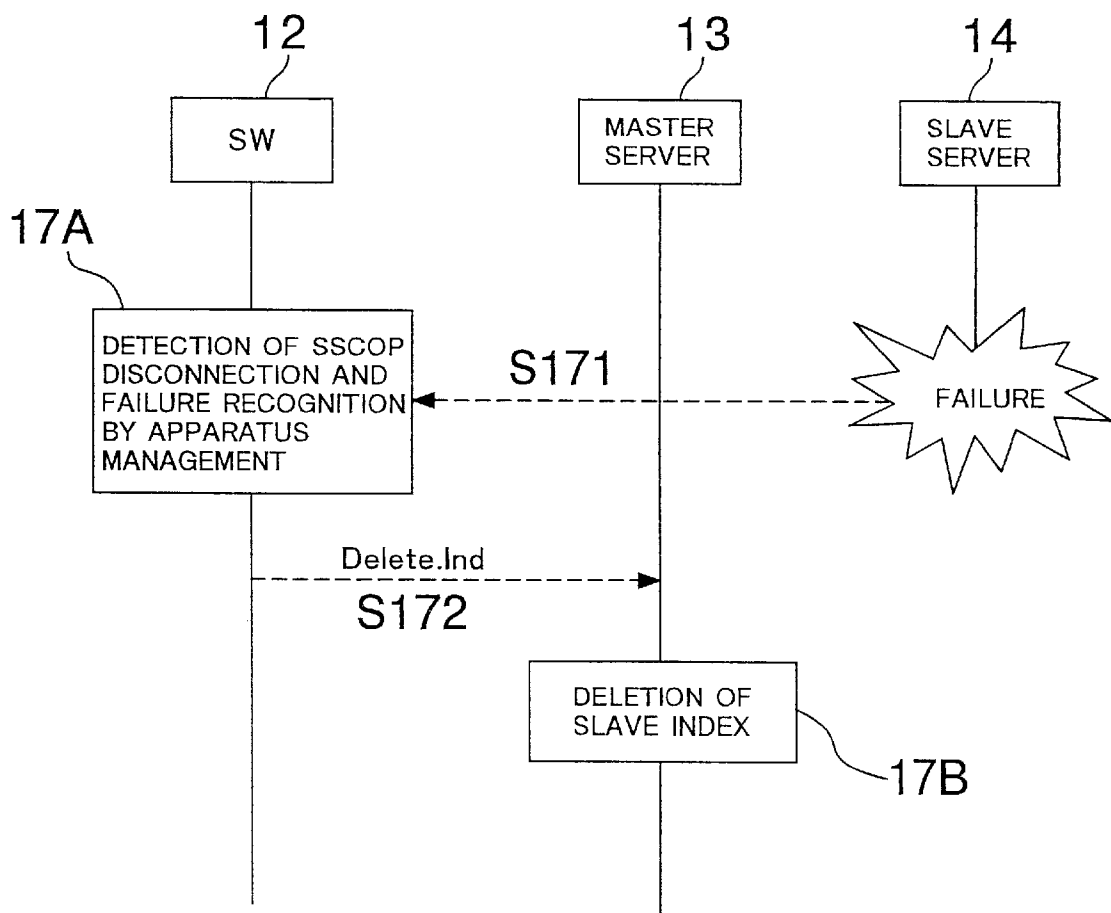 12
13
14
SW
MASTER
SERVER
SLAVE
SERVER
17A
DETECTION OF SSCOP
DISCONNECTION AND
FAILURE RECOGNITION
BY APPARATUS
MANAGEMENT
S171
FAILURE
Delete.Ind
S172
DELETION OF
SLAVE INDEX
17B